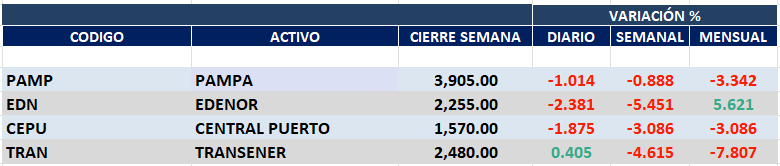 VARIACIÓN %
CODIGO ACTIVO CIERRE SEMANA DIARIO SEMANAL MENSUAL
PAMP PAMPA 3,905.00 -1.014 -0.888 -3.342
EDN EDENOR 2,255.00 -2.381 -5.451 5.621
CEPU CENTRAL PUERTO 1,570.00 -1.875 -3.086 -3.086
TRAN TRANSENER 2,480.00 0.405 -4.615 -7.807